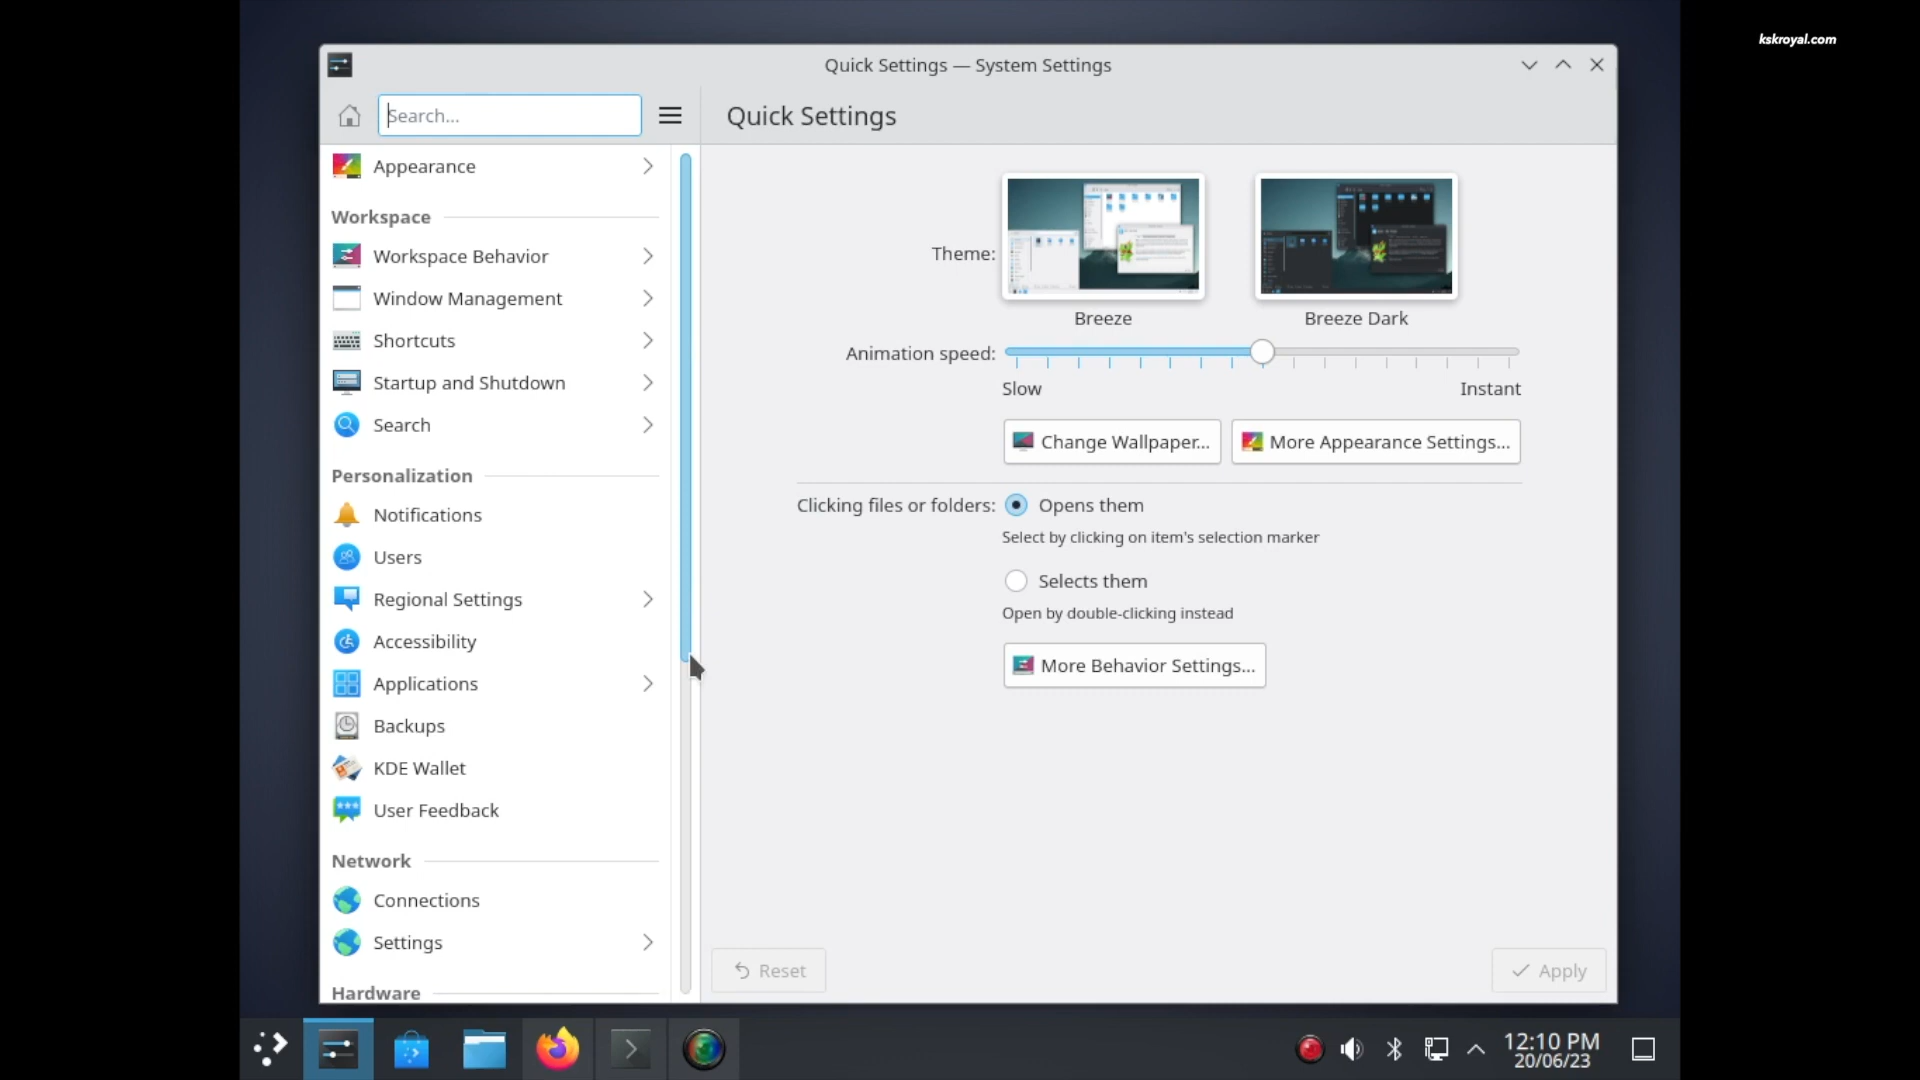 kskroyal.com
Quick Settings — System Settings
Search...
Quick Settings
Appearance
Workspace
Workspace Behavior
Window Management
Shortcuts
Startup and Shutdown
Search
Personalization
Notifications
Users
Regional Settings
Accessibility
Applications
Backups
KDE Wallet
User Feedback
Network
Connections
Settings
Hardware
Theme:
Breeze
Breeze Dark
Animation speed:
Slow
Instant
Change Wallpaper...
More Appearance Settings...
Clicking files or folders:
Opens them
Select by clicking on item's selection marker
Selects them
Open by double-clicking instead
More Behavior Settings...
Reset
Apply
12:10 PM
20/06/23